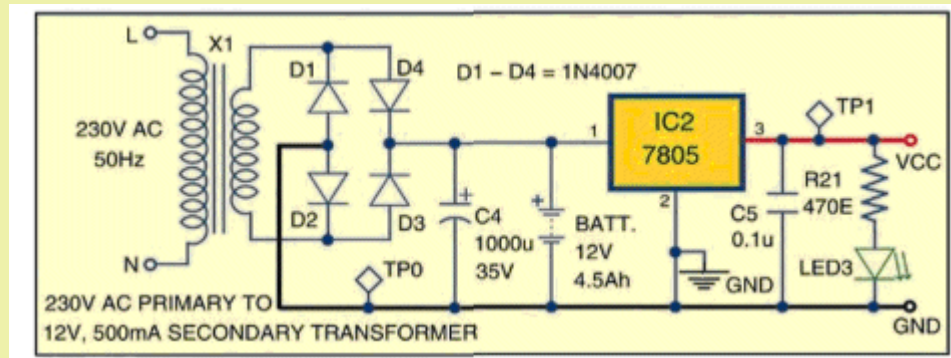 L
X1
D1
D4
D1 – D4 = 1N4007
TP1
230V AC
50Hz
1
IC2
7805
3
VCC
2
R21
470E
D2
D3
C4
1000u
35V
BATT.
12V
4.5Ah
C5
0.1u
N
TP0
GND
LED3
230V AC PRIMARY TO
12V, 500mA SECONDARY TRANSFORMER
GND